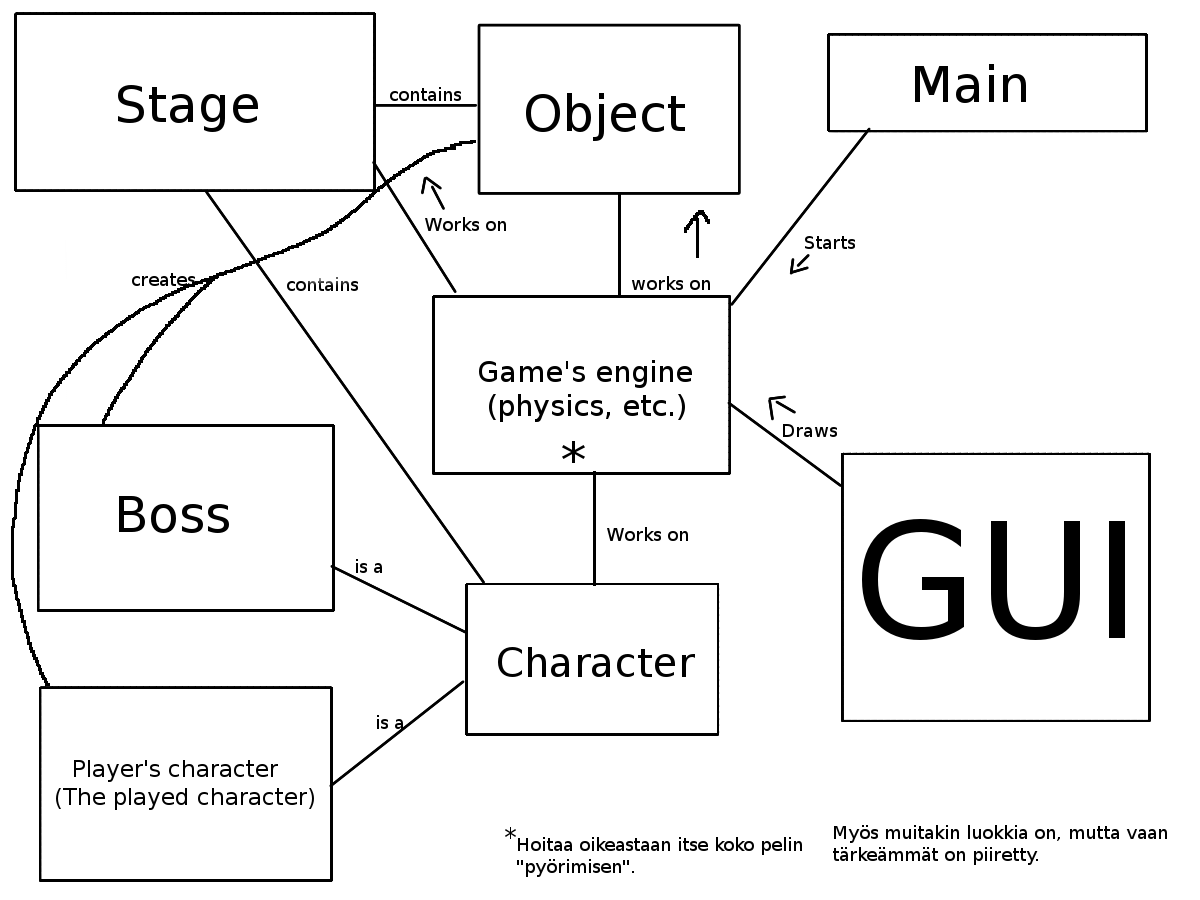 Stage
contains
Object
Main
Works on
Starts
creates
contains
works on
Game's engine
(physics, etc.)
*
Draws
Boss
Works on
GUI
is a
Character
is a
Player's character
(The played character)
*Hoitaa oikeastaan itse koko pelin
"pyörimisen".
Myös muitakin luokkia on, mutta vaan
tärkeämmät on piiretty.